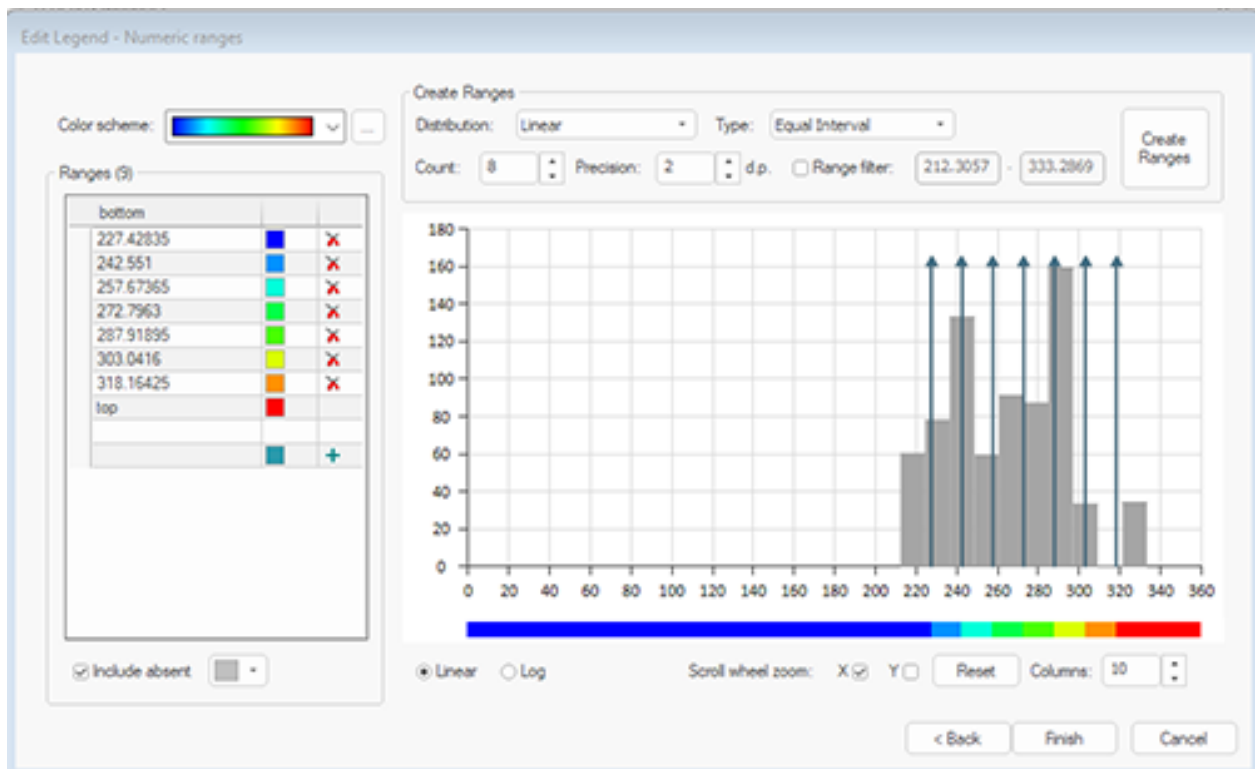 Edit Legend - Numeric ranges
Color scheme:
...
Ranges (9)
bottom
227.42835
242.551
257.67365
272.7963
287.91895
303.0416
318.16425
top
Include absent
Create Ranges
Distribution: Linear Type: Equal Interval
Count: 8 Precision: 2 d.p. Range filter: 212.3057 - 333.2869
Create
Ranges
180
160
140
120
100
80
60
40
20
0
0 20 40 60 80 100 120 140 160 180 200 220 240 260 280 300 320 340 360
Linear Log Scroll wheel zoom: X Y Reset Columns: 10
< Back Finish Cancel